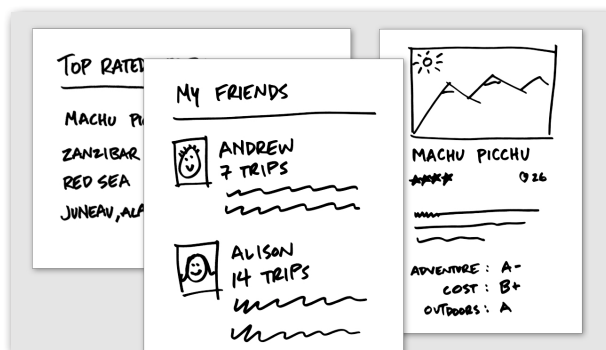 TOP RATED
MACHU
ZANZIBAR
RED SEA
JUNEAU,
MY FRIENDS
ANDREW
7 TRIPS
ALISON
14 TRIPS
MACHU PICCHU
26
ADVENTURE: A-
COST: B+
OUTDOORS: A